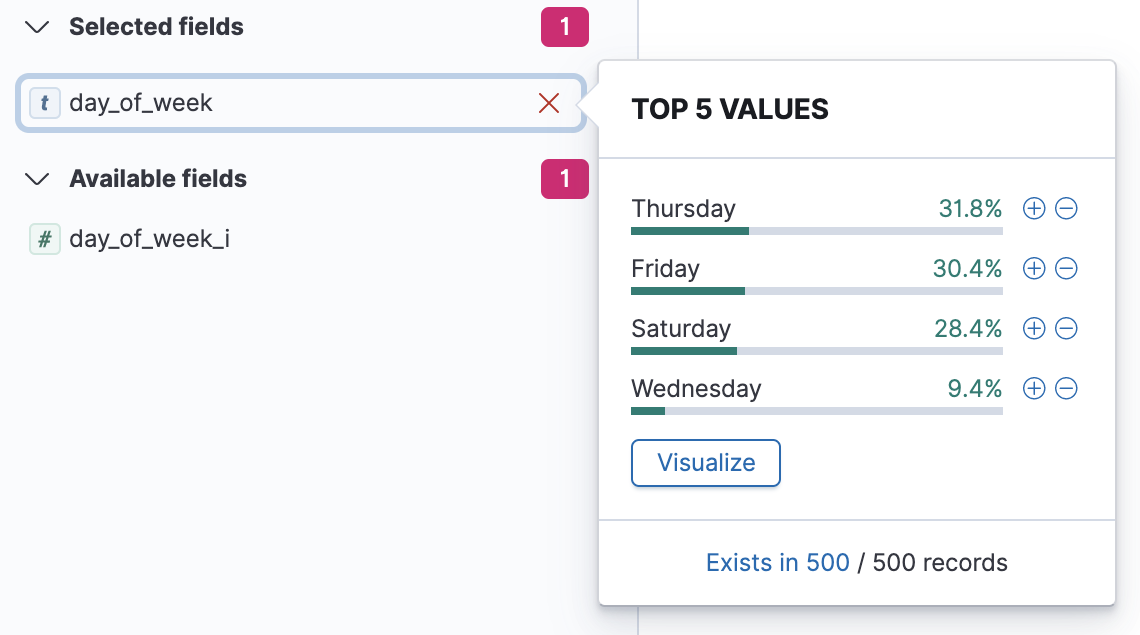 Selected fields 1
t day_of_week
Available fields 1
# day_of_week_i
TOP 5 VALUES
Thursday 31.8%
Friday 30.4%
Saturday 28.4%
Wednesday 9.4%
Visualize
Exists in 500 / 500 records